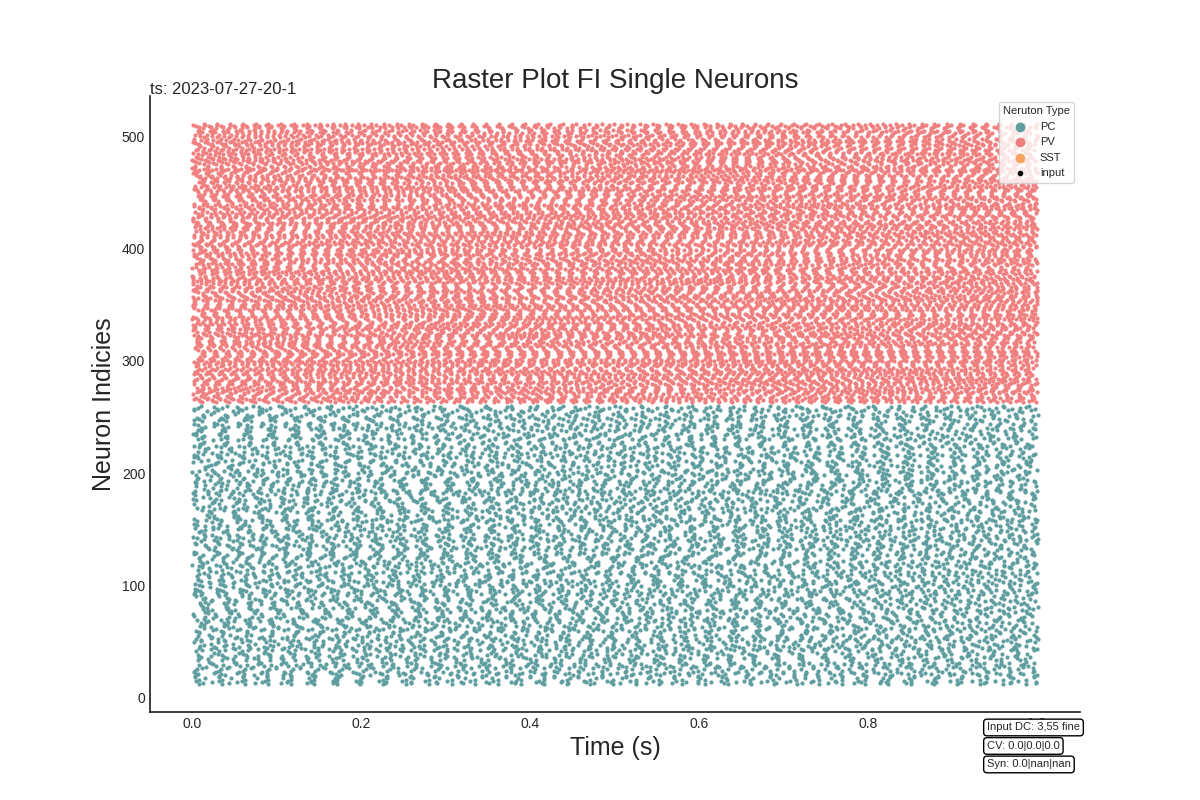 Raster Plot FI Single Neurons
ts: 2023-07-27-20-1
Neruton Type
PC
PV
SST
input
500
400
300
200
100
0
Neuron Indicies
0.0 0.2 0.4 0.6 0.8
Time (s)
Input DC: 3,55 fine
CV: 0.0|0.0|0.0
Syn: 0.0|nan|nan